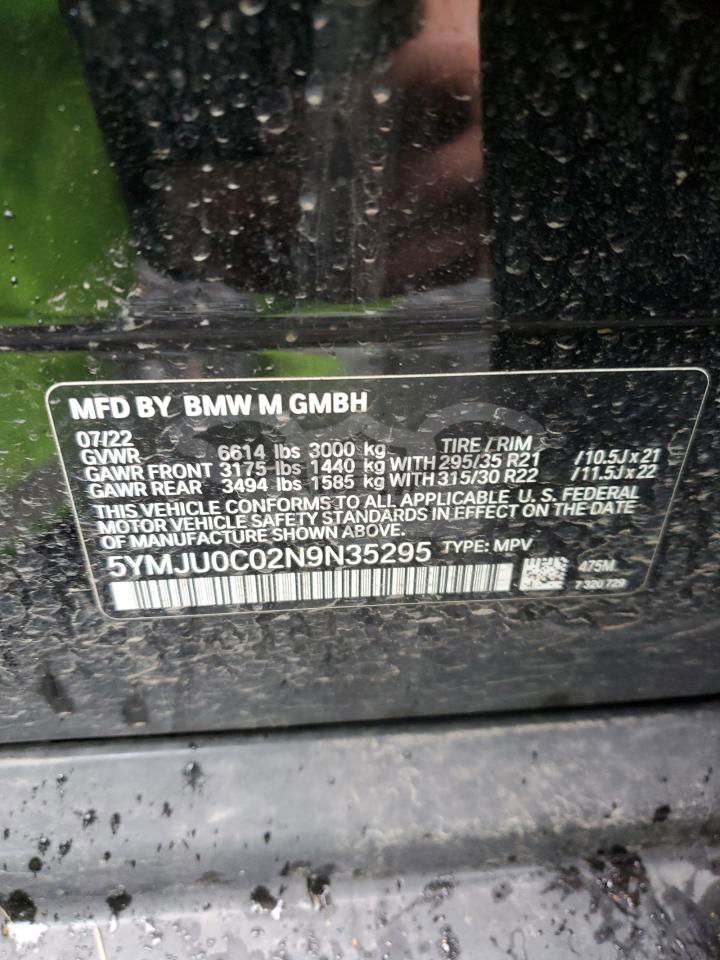 MFD BY BMW M GMBH
07/22
GVWR 6614 lbs 3000 kg TIRE / RIM
GAWR FRONT 3175 lbs 1440 kg WITH 295/35 R21 /10.5J x 21
GAWR REAR 3494 lbs 1585 kg WITH 315/30 R22 /11.5J x 22
THIS VEHICLE CONFORMS TO ALL APPLICABLE U. S. FEDERAL
MOTOR VEHICLE SAFETY STANDARDS IN EFFECT ON THE DATE
OF MANUFACTURE SHOWN ABOVE.
5YMJU0C02N9N35295 TYPE: MPV
475M
7 320 729